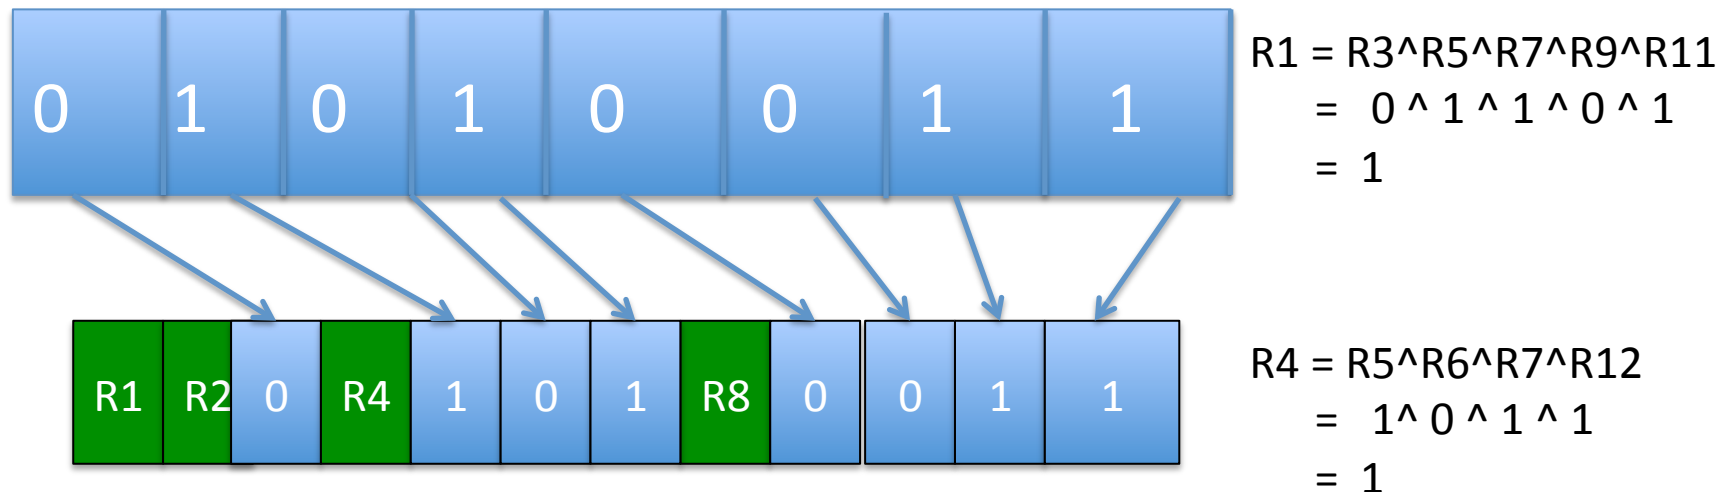 0 1 0 1 0 0 1 1
R1 = R3^R5^R7^R9^R11
= 0 ^ 1 ^ 1 ^ 0 ^ 1
= 1
R1 R2 0 R4 1 0 1 R8 0 0 1 1
R4 = R5^R6^R7^R12
= 1^ 0 ^ 1 ^ 1
= 1